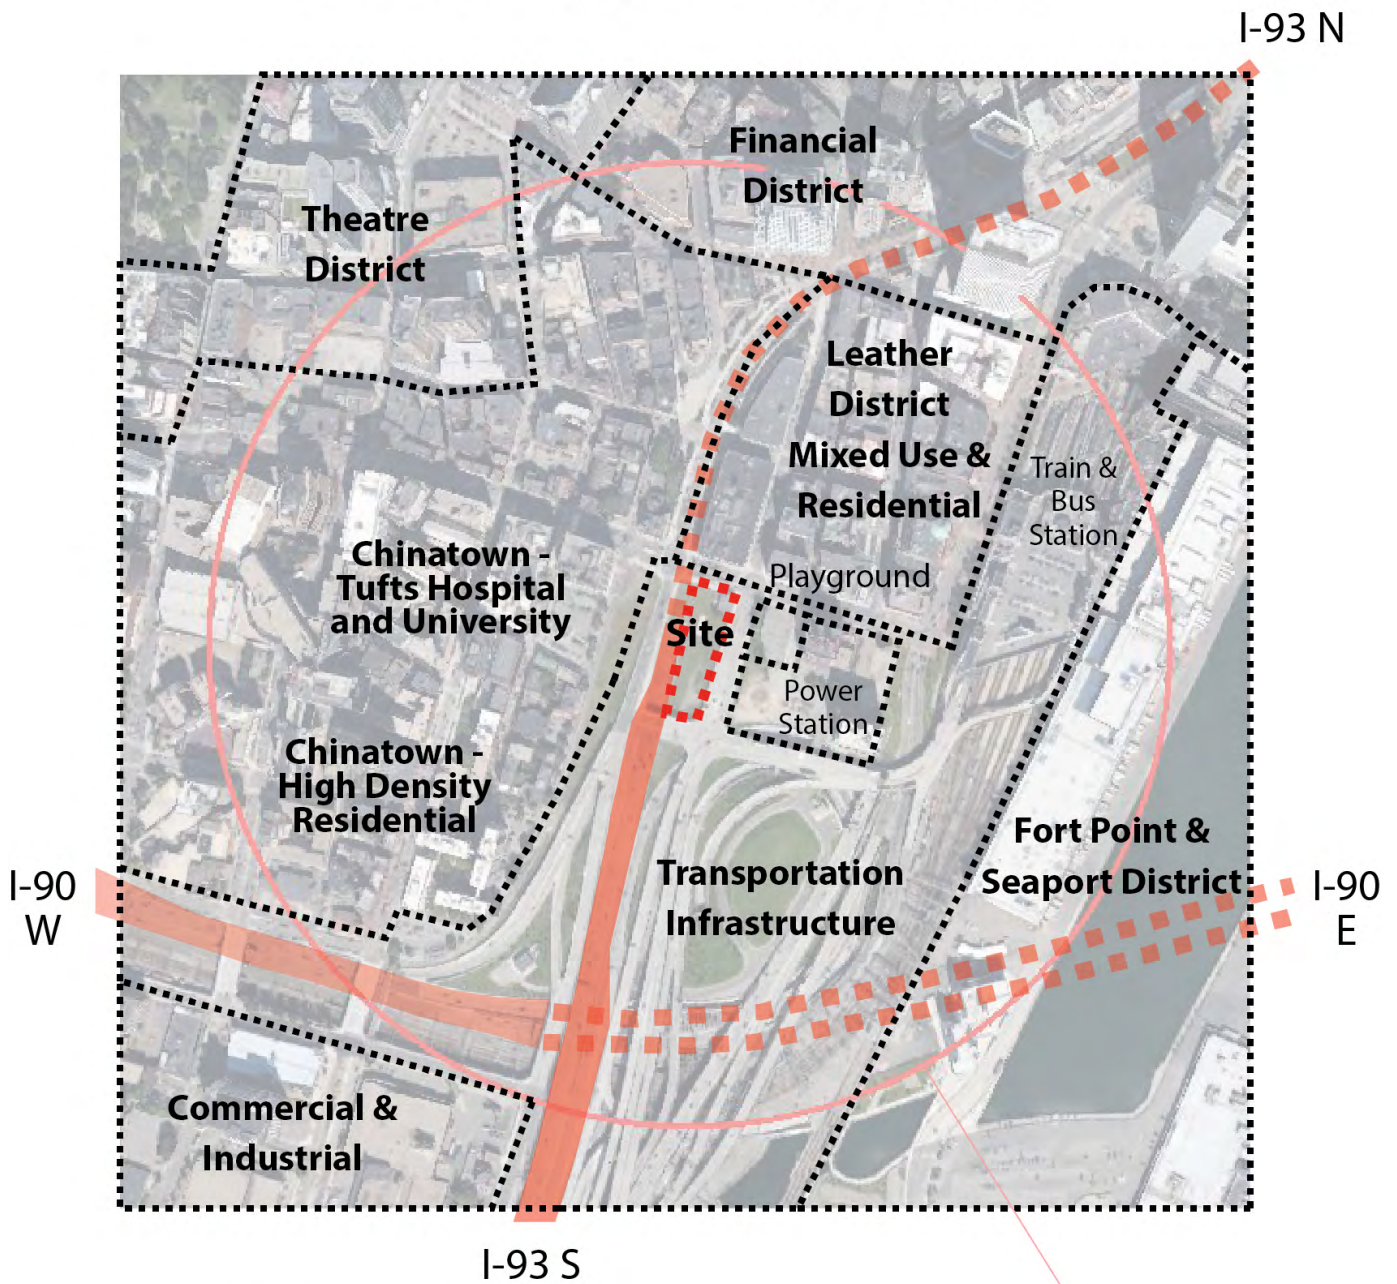 I-93 N
Financial
District
Theatre
District
Leather
District
Mixed Use &
Residential
Train &
Bus
Station
Chinatown -
Tufts Hospital
and University
Playground
Site
Power
Station
Chinatown -
High Density
Residential
Fort Point &
Seaport District
Transportation
Infrastructure
I-90
W
I-90
E
Commercial &
Industrial
I-93 S